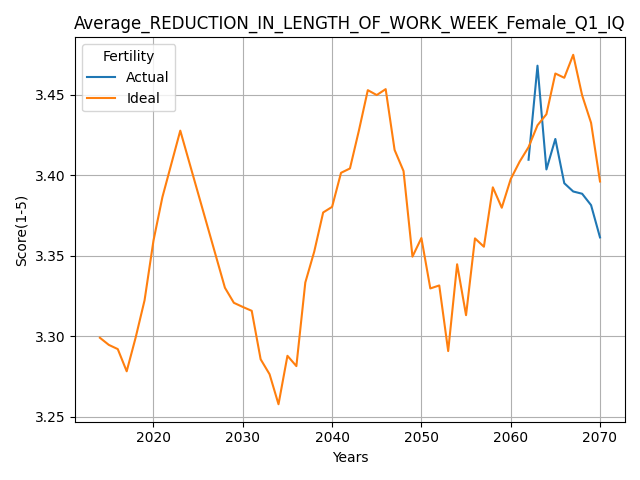 Average_REDUCTION_IN_LENGTH_OF_WORK_WEEK_Female_Q1_IQ
Fertility
Actual
Ideal
Score(1-5)
3.45
3.40
3.35
3.30
3.25
2020 2030 2040 2050 2060 2070
Years